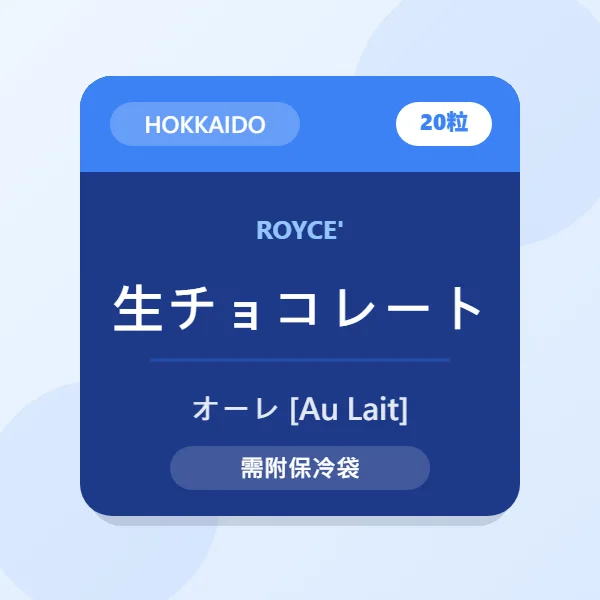 HOKKAIDO
20粒
ROYCE'
生チョコレート
オーレ [Au Lait]
需附保冷袋